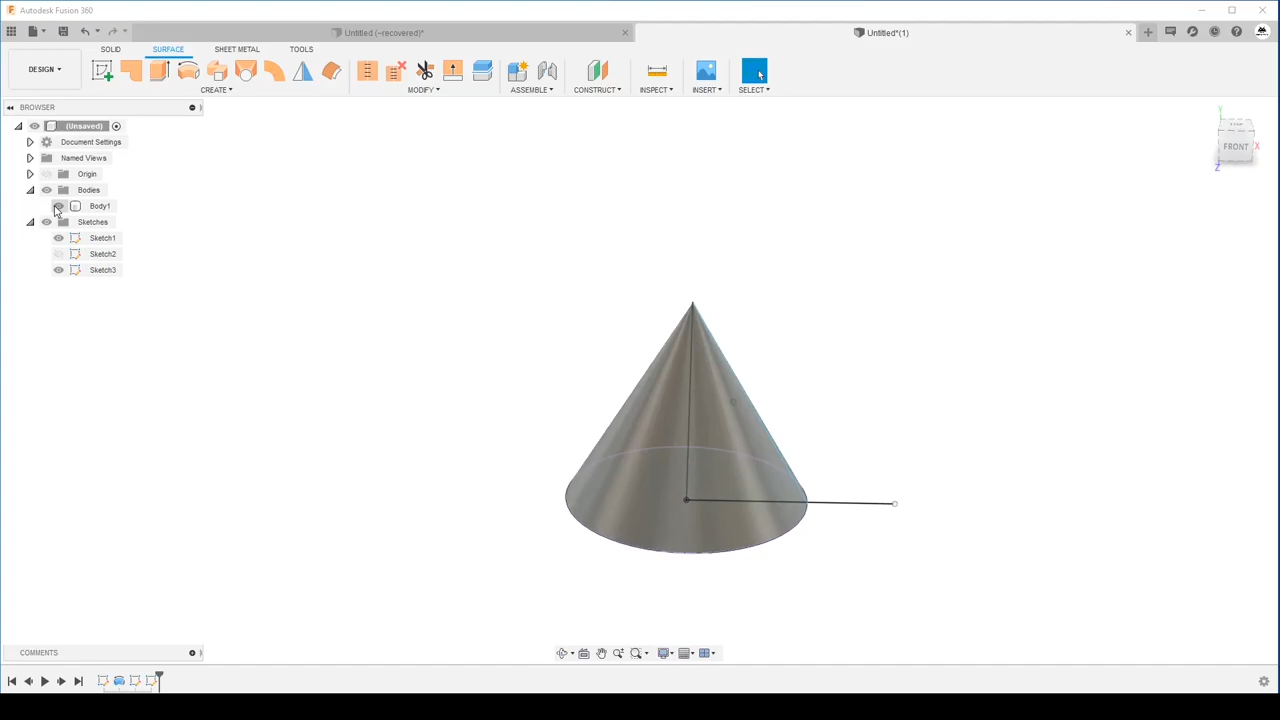 Autodesk Fusion 360
Untitled (~recovered)*
Untitled*(1)
DESIGN
SOLID
SURFACE
SHEET METAL
TOOLS
CREATE
MODIFY
ASSEMBLE
CONSTRUCT
INSPECT
INSERT
SELECT
BROWSER
(Unsaved)
Document Settings
Named Views
Origin
Bodies
Body1
Sketches
Sketch1
Sketch2
Sketch3
Y
TOP
FRONT
X
Z
COMMENTS